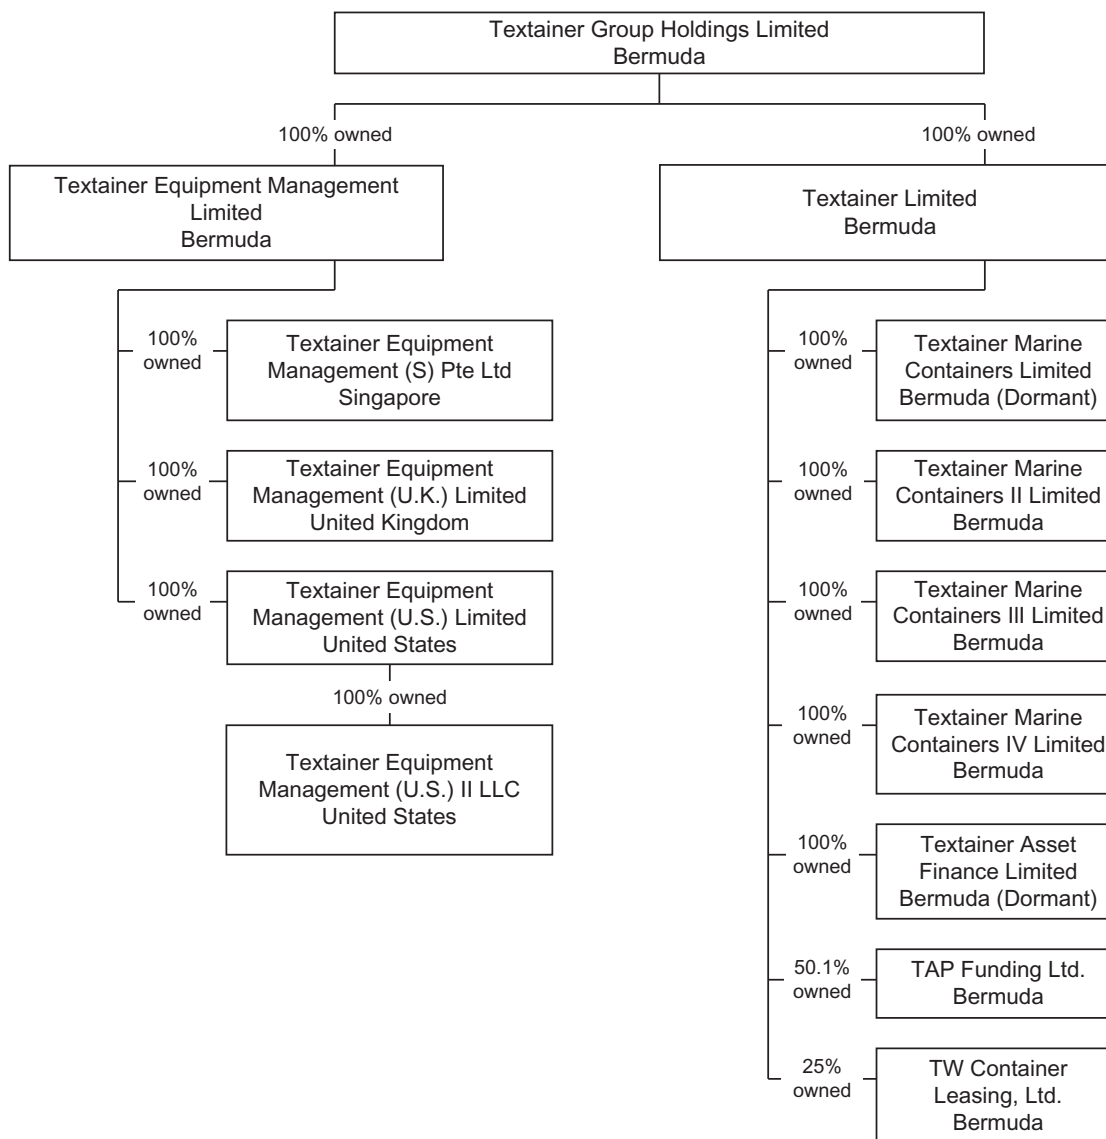 Textainer Group Holdings Limited
Bermuda
100% owned
100% owned
Textainer Equipment Management
Limited
Bermuda
Textainer Limited
Bermuda
100%
owned
Textainer Equipment
Management (S) Pte Ltd
Singapore
100%
owned
Textainer Equipment
Management (U.K.) Limited
United Kingdom
100%
owned
Textainer Equipment
Management (U.S.) Limited
United States
100% owned
Textainer Equipment
Management (U.S.) II LLC
United States
100%
owned
Textainer Marine
Containers Limited
Bermuda (Dormant)
100%
owned
Textainer Marine
Containers II Limited
Bermuda
100%
owned
Textainer Marine
Containers III Limited
Bermuda
100%
owned
Textainer Marine
Containers IV Limited
Bermuda
100%
owned
Textainer Asset
Finance Limited
Bermuda (Dormant)
50.1%
owned
TAP Funding Ltd.
Bermuda
25%
owned
TW Container
Leasing, Ltd.
Bermuda